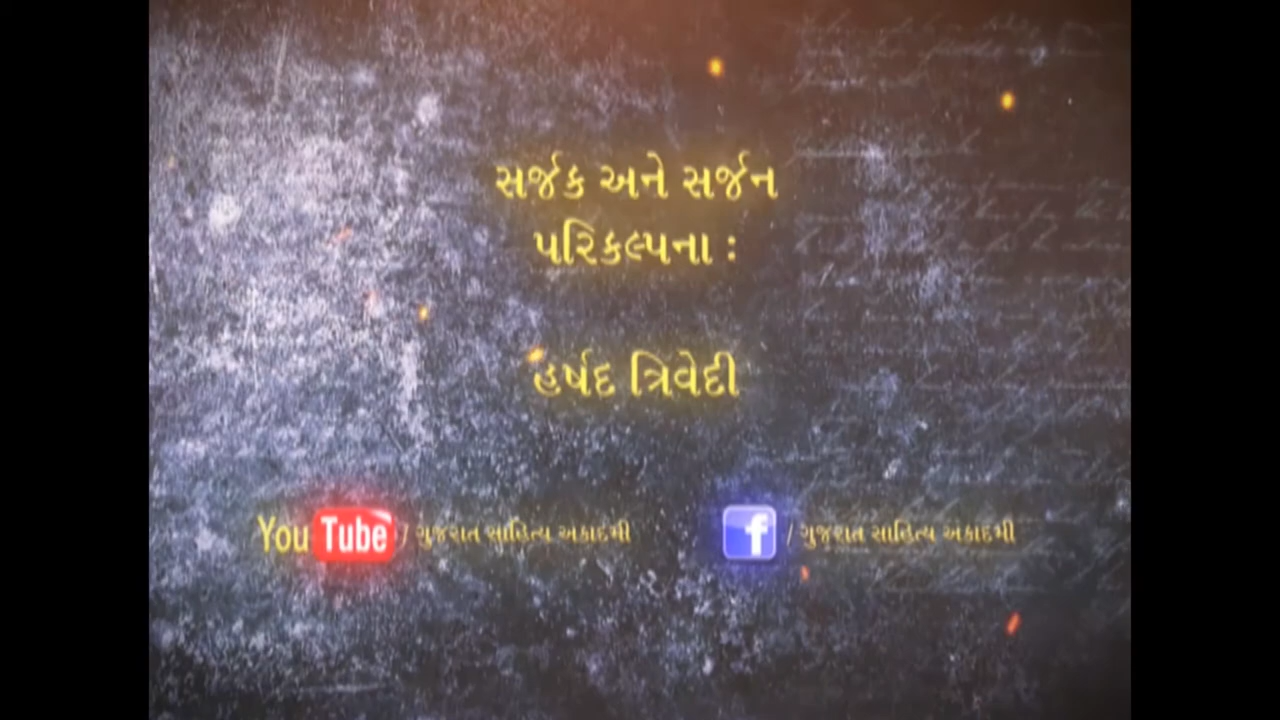 સર્જક અને સર્જન
પરિકલ્પના :
હર્ષદ ત્રિવેદી
YouTube / ગુજરાત સાહિત્ય અકાદમી
f / ગુજરાત સાહિત્ય અકાદમી